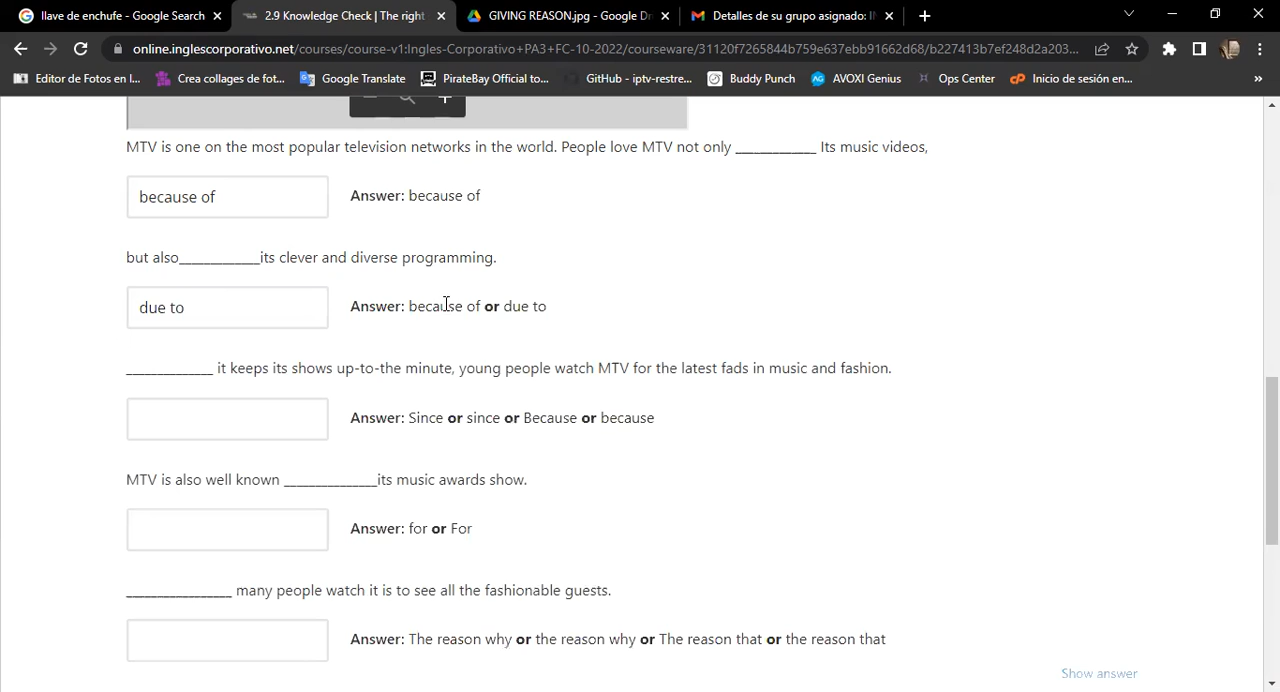 llave de enchufe - Google Search
2.9 Knowledge Check | The right
GIVING REASON.jpg - Google Dr
Detalles de su grupo asignado: I
online.inglescorporativo.net/courses/course-v1:Ingles-Corporativo+PA3+FC-10-2022/courseware/31120f7265844b759e637ebb91662d68/b227413b7ef248d2a203...
Editor de Fotos en l...
Crea collages de fot...
Google Translate
PirateBay Official to...
GitHub - iptv-restre...
Buddy Punch
AVOXI Genius
Ops Center
Inicio de sesión en...
»
MTV is one on the most popular television networks in the world. People love MTV not only _____________ Its music videos,
because of
Answer: because of
but also_____________its clever and diverse programming.
due to
Answer: because of or due to
______________ it keeps its shows up-to-the minute, young people watch MTV for the latest fads in music and fashion.
Answer: Since or since or Because or because
MTV is also well known _______________its music awards show.
Answer: for or For
_________________ many people watch it is to see all the fashionable guests.
Answer: The reason why or the reason why or The reason that or the reason that
Show answer